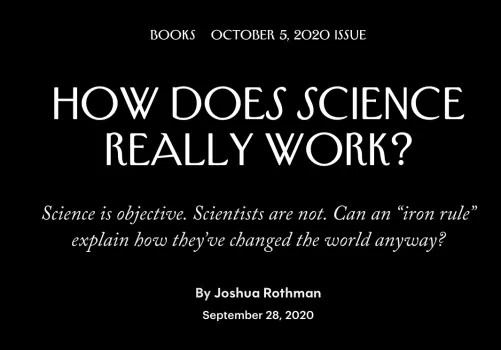 BOOKS OCTOBER 5, 2020 ISSUE
HOW DOES SCIENCE
REALLY WORK?
Science is objective. Scientists are not. Can an “iron rule”
explain how they’ve changed the world anyway?
By Joshua Rothman
September 28, 2020